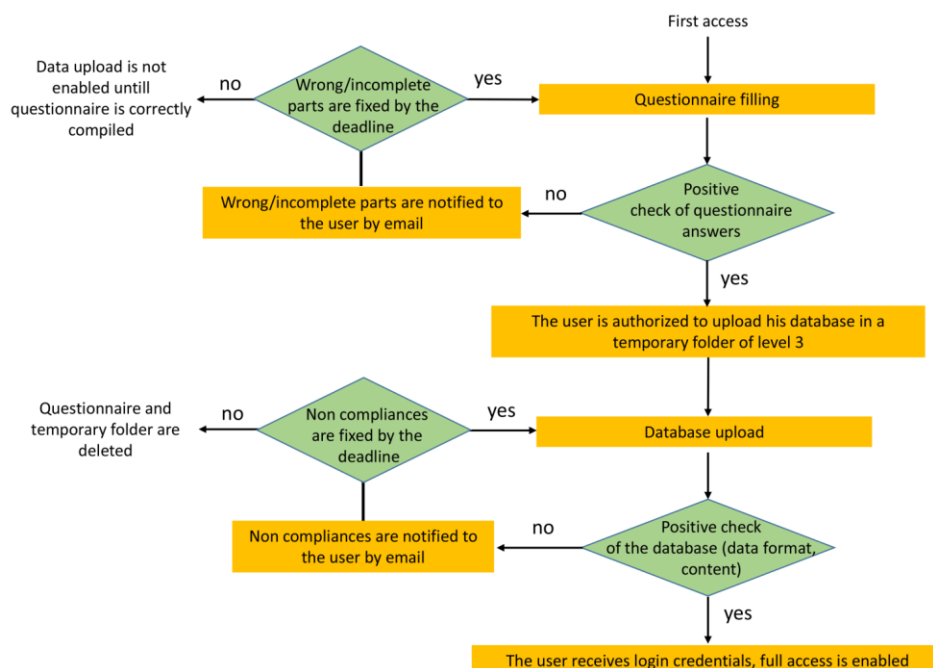 First access
Data upload is not
enabled untill
questionnaire is correctly
compiled
no
Wrong/incomplete
parts are fixed by the
deadline
yes
Questionnaire filling
Wrong/incomplete parts are notified to
the user by email
no
Positive
check of questionnaire
answers
yes
The user is authorized to upload his database in a
temporary folder of level 3
Questionnaire and
temporary folder are
deleted
no
Non compliances
are fixed by the
deadline
yes
Database upload
Non compliances are notified to
the user by email
no
Positive check
of the database (data format,
content)
yes
The user receives login credentials, full access is enabled